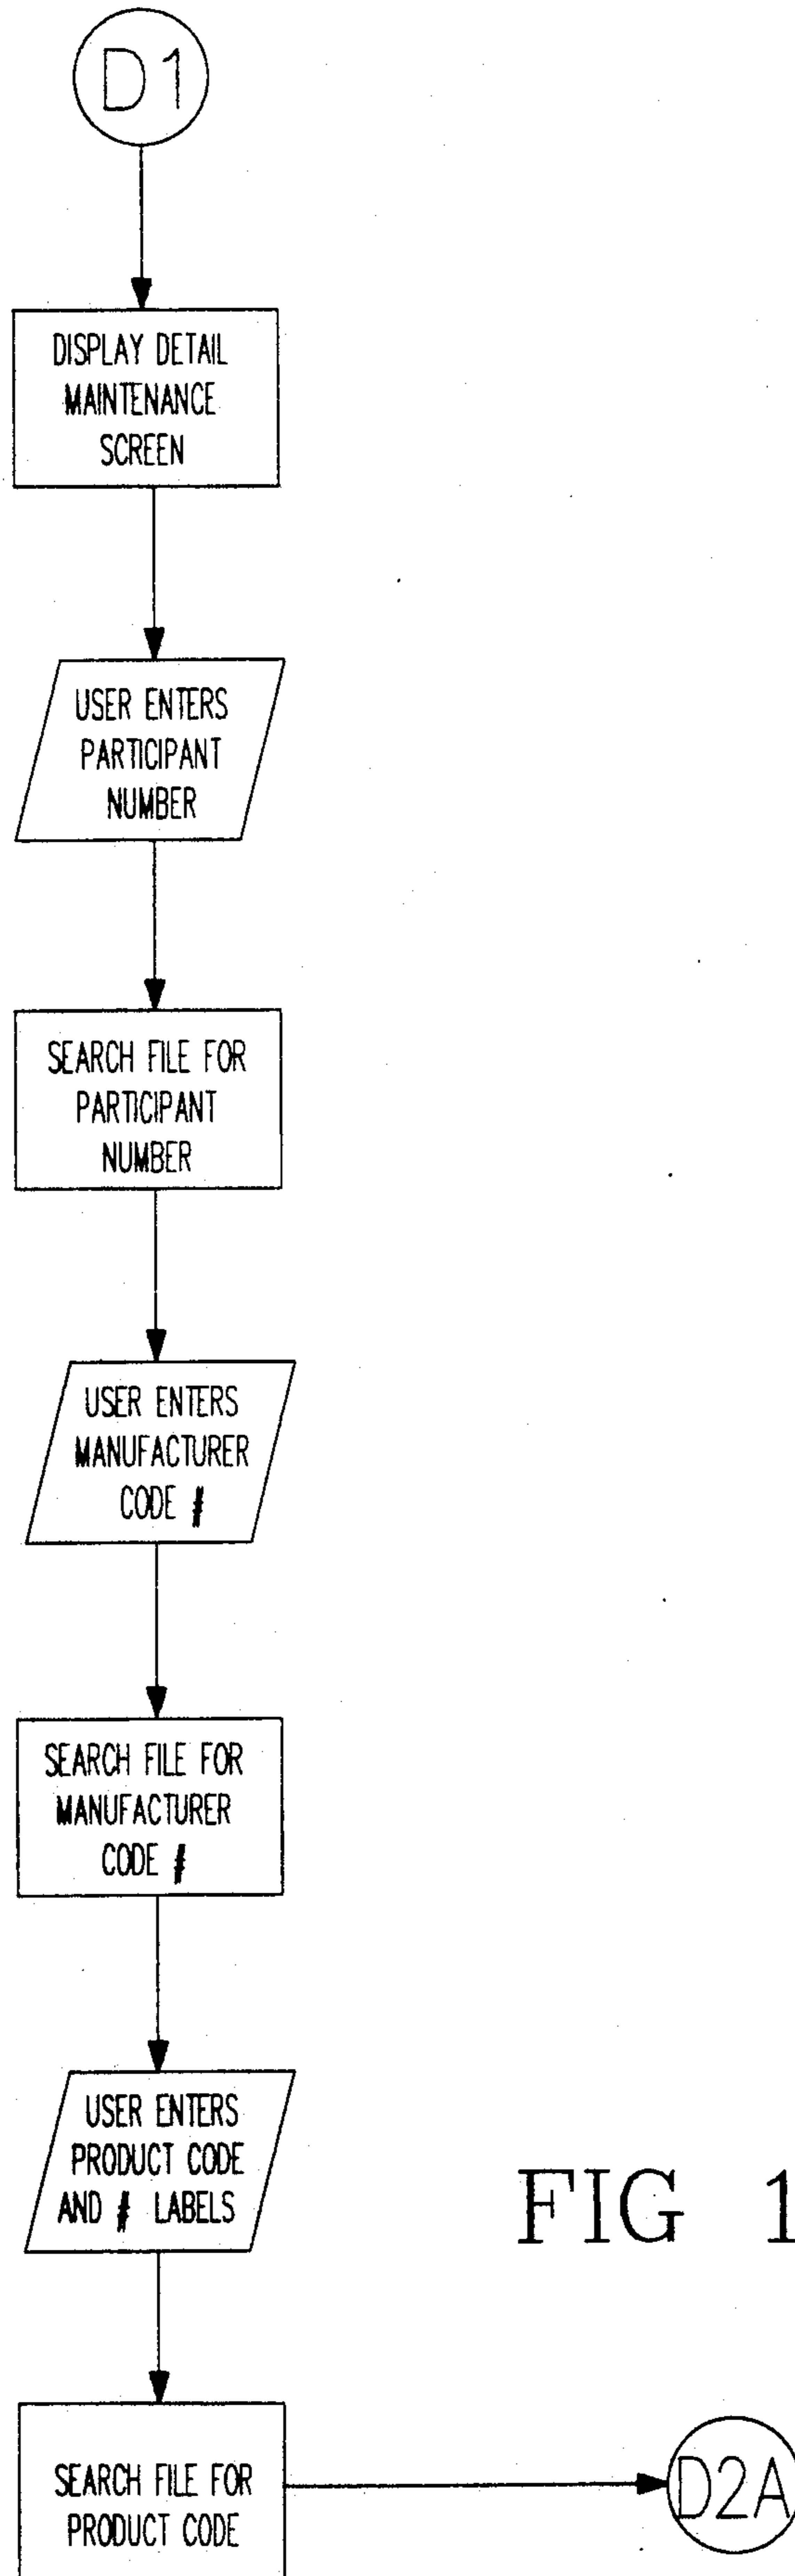 D1
DISPLAY DETAIL
MAINTENANCE
SCREEN
USER ENTERS
PARTICIPANT
NUMBER
SEARCH FILE FOR
PARTICIPANT
NUMBER
USER ENTERS
MANUFACTURER
CODE #
SEARCH FILE FOR
MANUFACTURER
CODE #
USER ENTERS
PRODUCT CODE
AND # LABELS
FIG 1
SEARCH FILE FOR
PRODUCT CODE
D2A